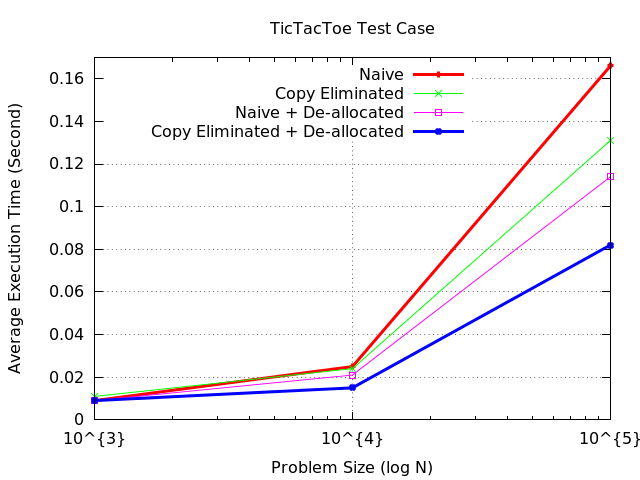 TicTacToe Test Case
Average Execution Time (Second)
0.16
0.14
0.12
0.1
0.08
0.06
0.04
0.02
0
Naive
Copy Eliminated
Naive + De-allocated
Copy Eliminated + De-allocated
10^{3}
10^{4}
10^{5}
Problem Size (log N)